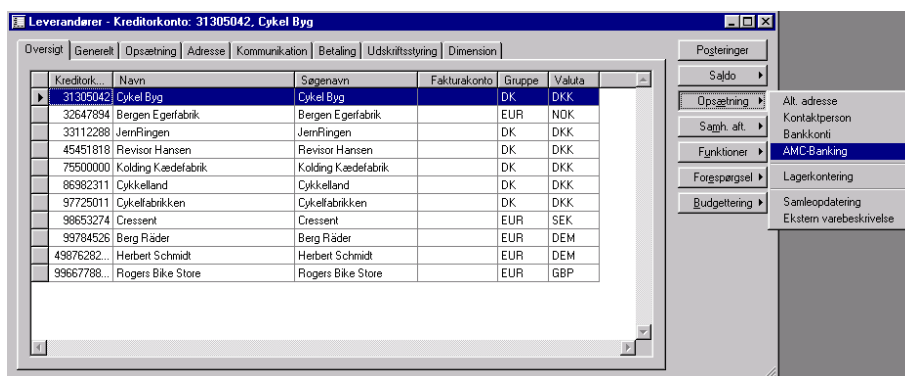 Leverandører - Kreditorkonto: 31305042, Cykel Byg
Oversigt Generelt Opsætning Adresse Kommunikation Betaling Udskriftsstyring Dimension
Kreditork... Navn Søgenavn Fakturakonto Gruppe Valuta
31305042 Cykel Byg Cykel Byg DK DKK
32647894 Bergen Egerfabrik Bergen Egerfabrik EUR NOK
33112288 JernRingen JernRingen DK DKK
45451818 Revisor Hansen Revisor Hansen DK DKK
75500000 Kolding Kædefabrik Kolding Kædefabrik DK DKK
86982311 Cykkelland Cykkelland DK DKK
97725011 Cykelfabrikken Cykelfabrikken DK DKK
98653274 Cressent Cressent EUR SEK
99784526 Berg Räder Berg Räder EUR DEM
49876282... Herbert Schmidt Herbert Schmidt EUR DEM
99667788... Rogers Bike Store Rogers Bike Store EUR GBP
Posteringer
Saldo
Opsætning
Samh. aft.
Funktioner
Forespørgsel
Budgettering
Alt. adresse
Kontaktperson
Bankkonti
AMC-Banking
Lagerkontering
Samleopdatering
Ekstern varebeskrivelse